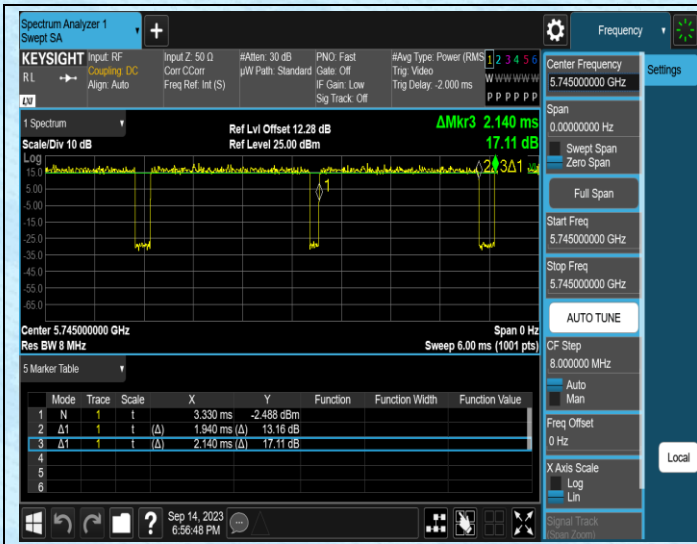 Spectrum Analyzer 1
Swept SA
Frequency
KEYSIGHT
RL
LXI
Input: RF
Coupling: DC
Align: Auto
Input Z: 50 Ω
Corr CCorr
Freq Ref: Int (S)
#Atten: 30 dB
µW Path: Standard
PNO: Fast
Gate: Off
IF Gain: Low
Sig Track: Off
#Avg Type: Power (RMS
Trig: Video
Trig Delay: -2.000 ms
1 2 3 4 5 6
W W W W W W
P P P P P P
1 Spectrum
Scale/Div 10 dB
Log
Ref Lvl Offset 12.28 dB
Ref Level 25.00 dBm
ΔMkr3 2.140 ms
17.11 dB
15.0
5.00
-5.00
-15.0
-25.0
-35.0
-45.0
-55.0
-65.0
1
2
3Δ1
Center 5.745000000 GHz
Res BW 8 MHz
Span 0 Hz
Sweep 6.00 ms (1001 pts)
5 Marker Table
Mode Trace Scale X Y Function Function Width Function Value
1 N 1 t 3.330 ms -2.488 dBm
2 Δ1 1 t (Δ) 1.940 ms (Δ) 13.16 dB
3 Δ1 1 t (Δ) 2.140 ms (Δ) 17.11 dB
4
5
6
Sep 14, 2023
6:56:48 PM
Center Frequency
5.745000000 GHz
Span
0.00000000 Hz
Swept Span
Zero Span
Full Span
Start Freq
5.745000000 GHz
Stop Freq
5.745000000 GHz
AUTO TUNE
CF Step
8.000000 MHz
Auto
Man
Freq Offset
0 Hz
X Axis Scale
Log
Lin
Signal Track
(Span Zoom)
Settings
Local